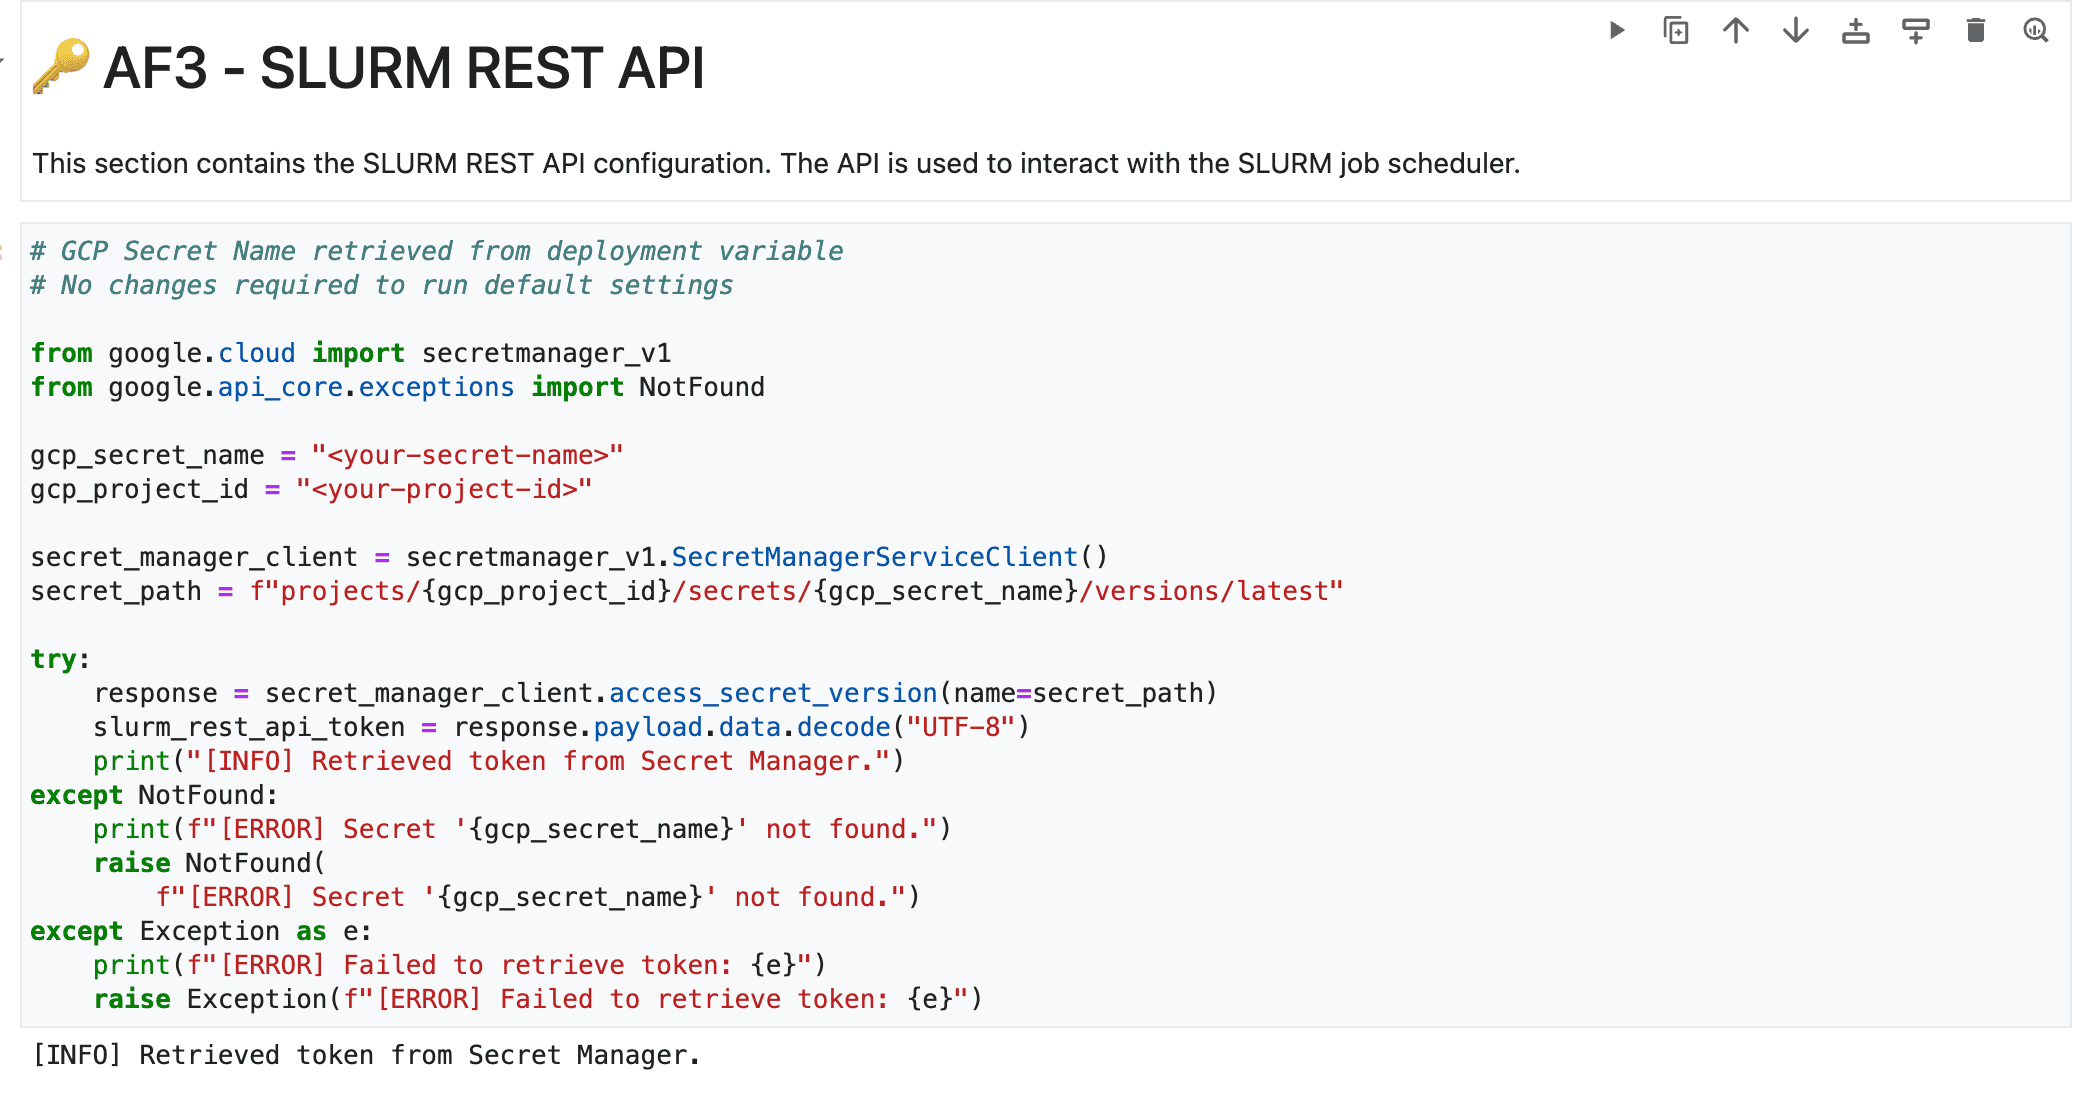 🔑 AF3 - SLURM REST API
This section contains the SLURM REST API configuration. The API is used to interact with the SLURM job scheduler.
# GCP Secret Name retrieved from deployment variable
# No changes required to run default settings

from google.cloud import secretmanager_v1
from google.api_core.exceptions import NotFound

gcp_secret_name = "<your-secret-name>"
gcp_project_id = "<your-project-id>"

secret_manager_client = secretmanager_v1.SecretManagerServiceClient()
secret_path = f"projects/{gcp_project_id}/secrets/{gcp_secret_name}/versions/latest"

try:
    response = secret_manager_client.access_secret_version(name=secret_path)
    slurm_rest_api_token = response.payload.data.decode("UTF-8")
    print("[INFO] Retrieved token from Secret Manager.")
except NotFound:
    print(f"[ERROR] Secret '{gcp_secret_name}' not found.")
    raise NotFound(
        f"[ERROR] Secret '{gcp_secret_name}' not found.")
except Exception as e:
    print(f"[ERROR] Failed to retrieve token: {e}")
    raise Exception(f"[ERROR] Failed to retrieve token: {e}")
[INFO] Retrieved token from Secret Manager.